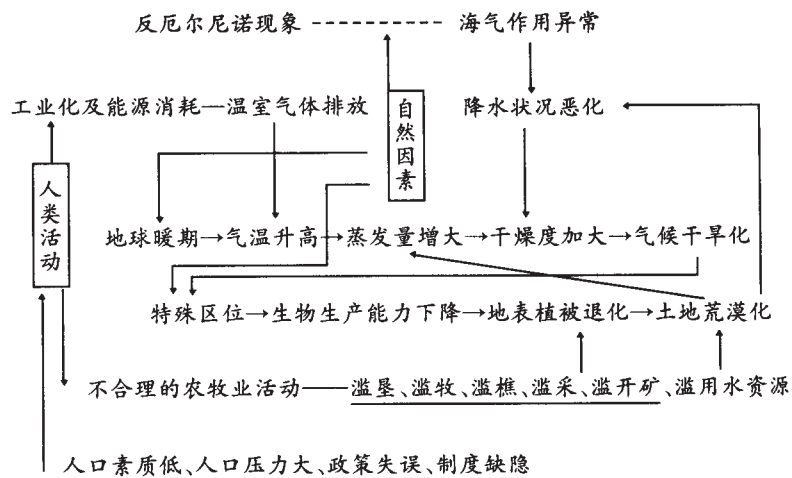 反厄尔尼诺现象 海气作用异常
工业化及能源消耗—温室气体排放 自然因素 降水状况恶化
人类活动
地球暖期→气温升高→蒸发量增大→干燥度加大→气候干旱化
特殊区位→生物生产能力下降→地表植被退化→土地荒漠化
不合理的农牧业活动——滥垦、滥牧、滥樵、滥采、滥开矿、滥用水资源
人口素质低、人口压力大、政策失误、制度缺隐